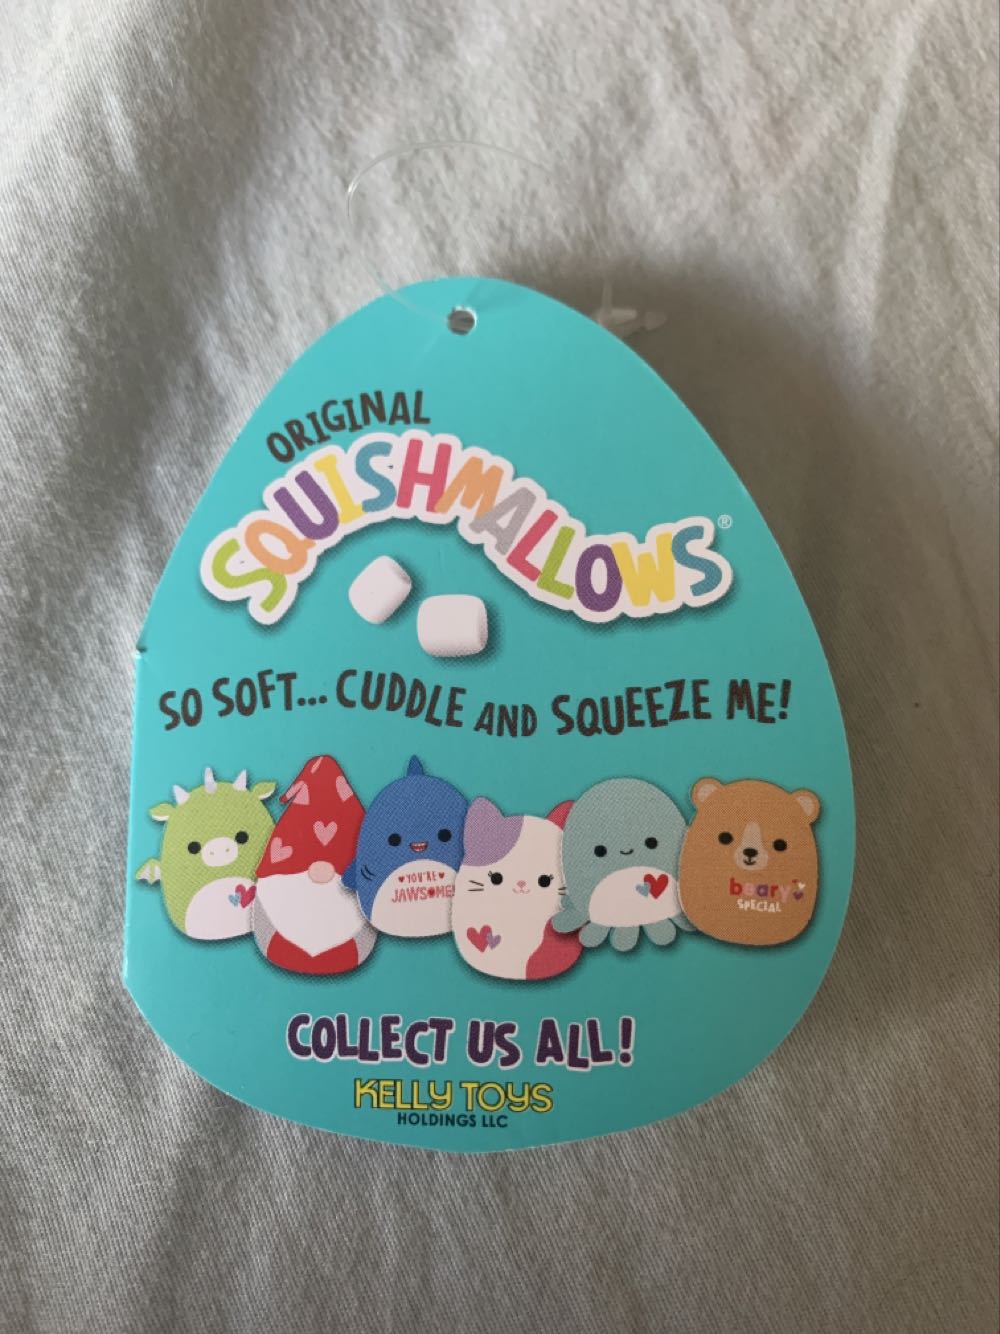 ORIGINAL
SQUISHMALLOWS®
SO SOFT... CUDDLE AND SQUEEZE ME!
YOU'RE
JAWSOME!
beary
SPECIAL
COLLECT US ALL!
KELLY TOYS
HOLDINGS LLC